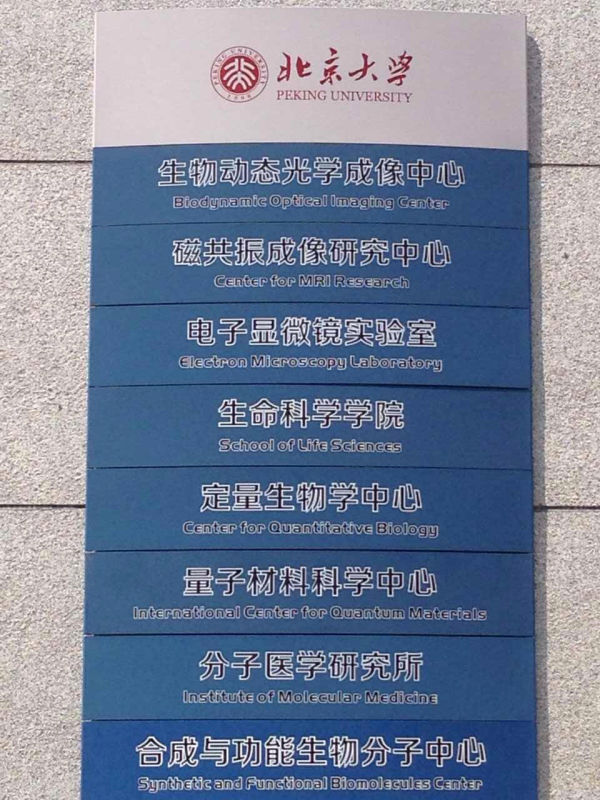 PEKING UNIVERSITY
1898
北京大学
PEKING UNIVERSITY
生物动态光学成像中心
Biodynamic Optical Imaging Center
磁共振成像研究中心
Center for MRI Research
电子显微镜实验室
Electron Microscopy Laboratory
生命科学学院
School of Life Sciences
定量生物学中心
Center for Quantitative Biology
量子材料科学中心
International Center for Quantum Materials
分子医学研究所
Institute of Molecular Medicine
合成与功能生物分子中心
Synthetic and Functional Biomolecules Center